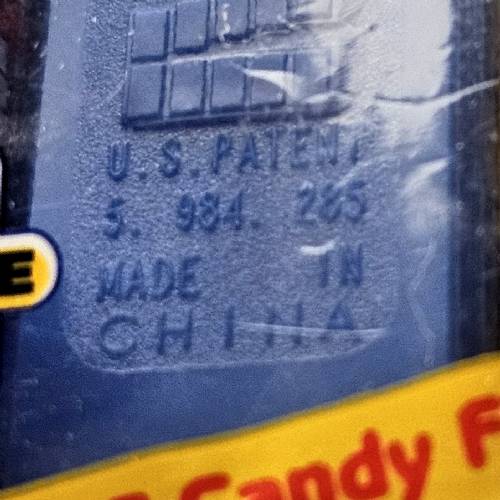 U.S.PATENT
5. 984. 285
MADE IN
CHINA
E
Candy F